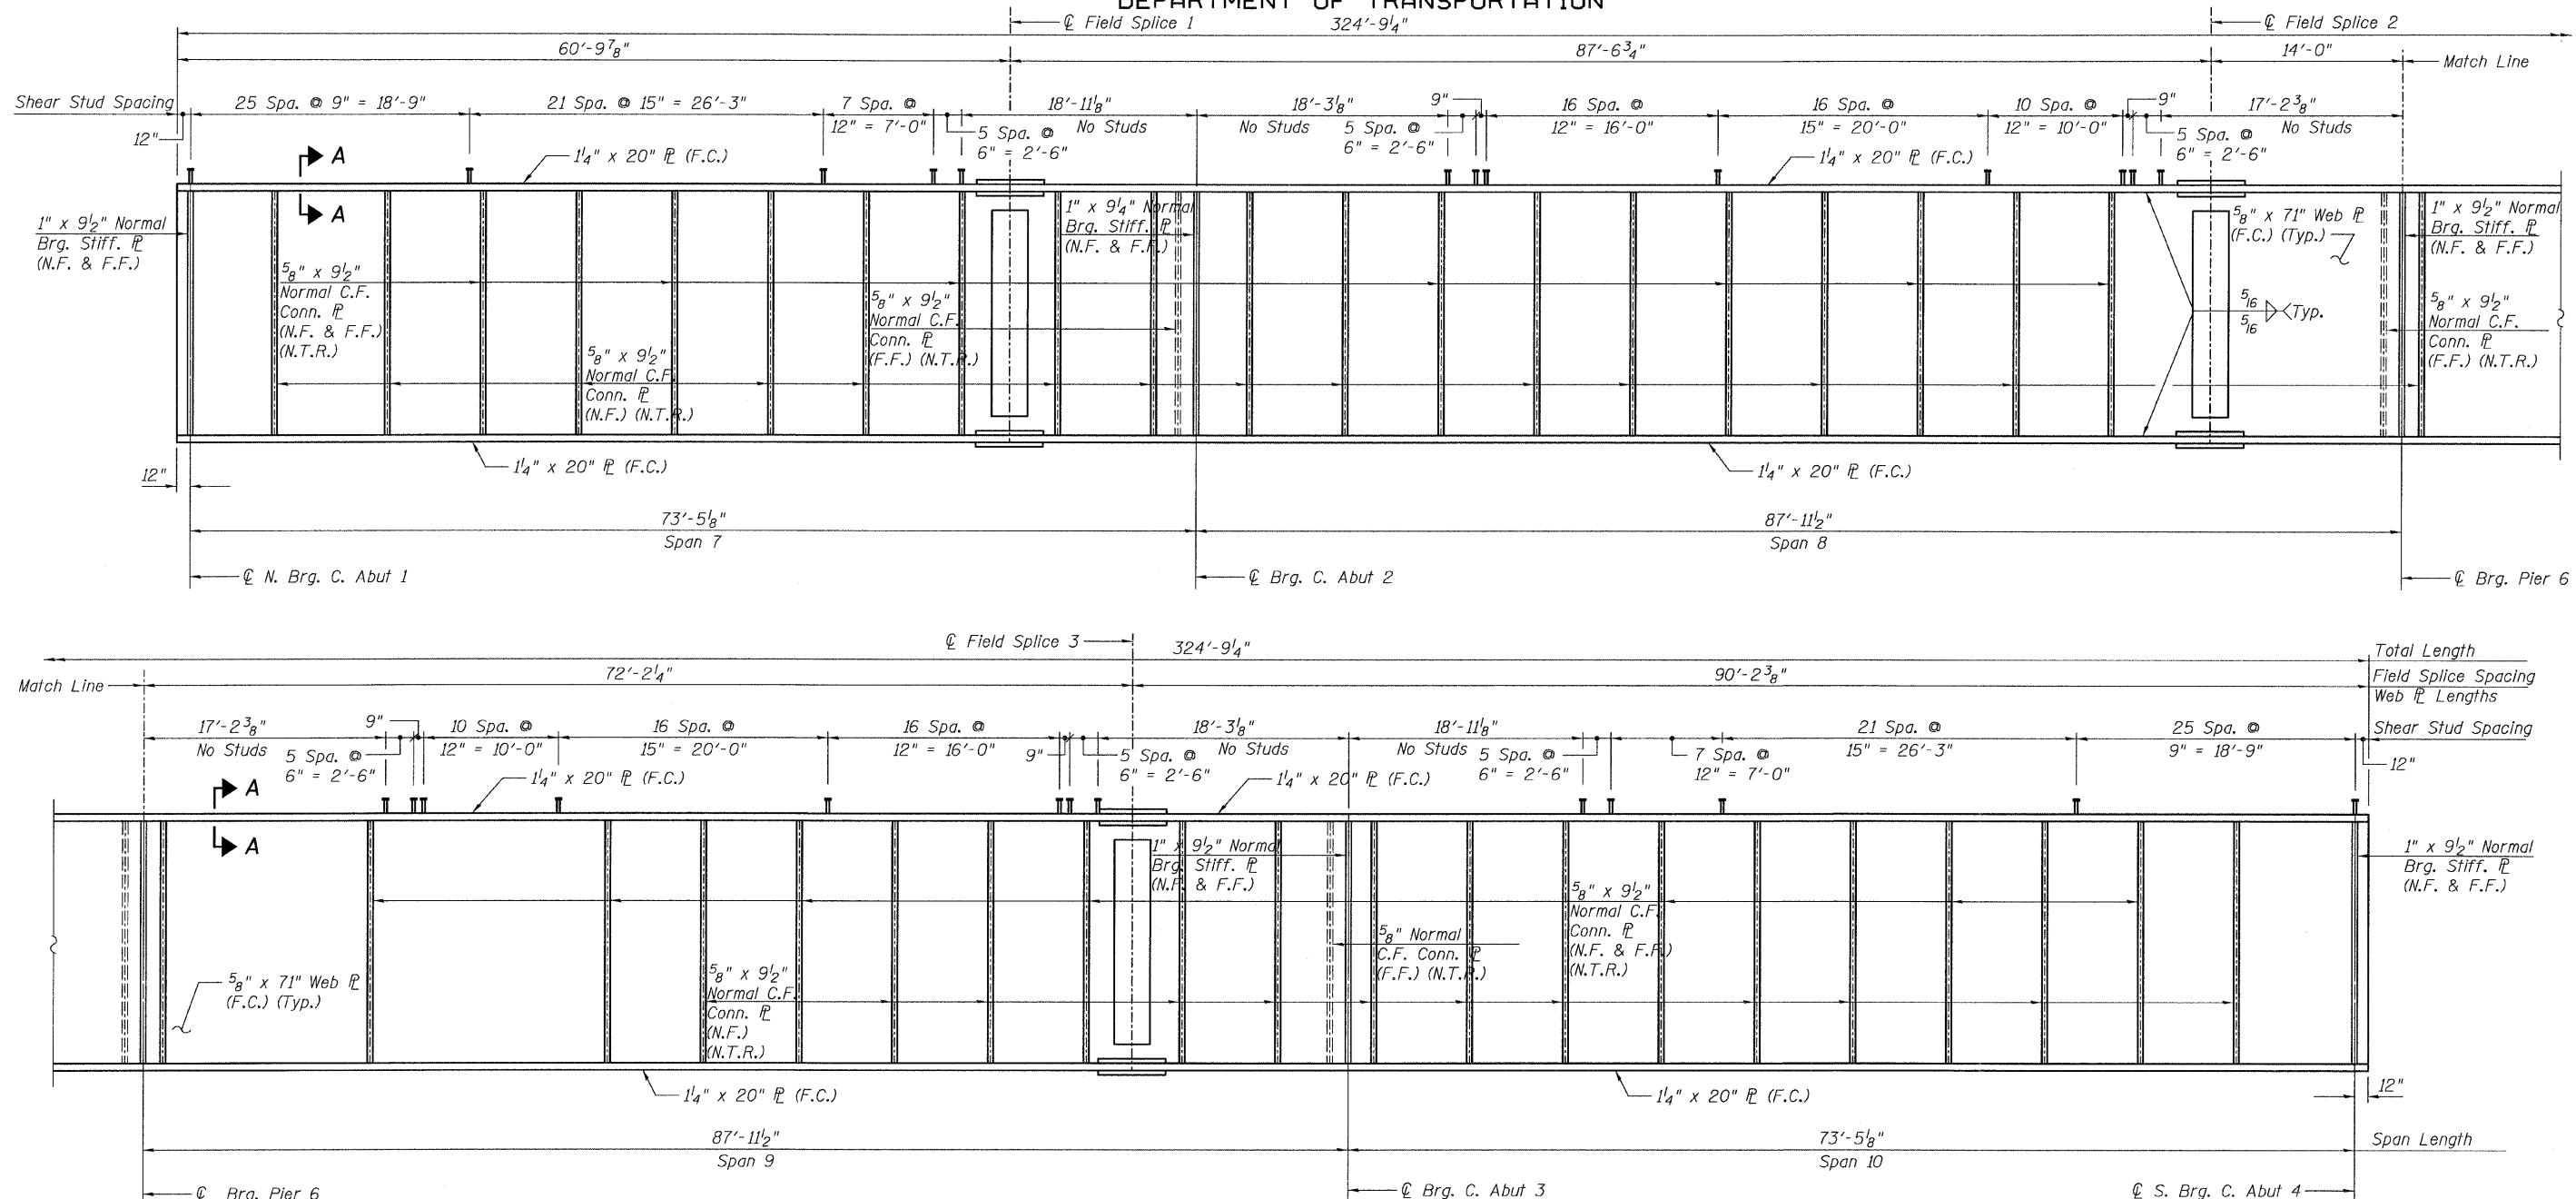 DEPARTMENT OF TRANSPORTATION
℄ Field Splice 1
324'-9¼"
℄ Field Splice 2
60'-9⅞"
87'-6¾"
14'-0"
Match Line
Shear Stud Spacing
25 Spa. @ 9" = 18'-9"
21 Spa. @ 15" = 26'-3"
7 Spa. @
12" = 7'-0"
5 Spa. @
6" = 2'-6"
18'-11⅛"
No Studs
18'-3⅛"
No Studs
5 Spa. @
6" = 2'-6"
9"
16 Spa. @
12" = 16'-0"
16 Spa. @
15" = 20'-0"
10 Spa. @
12" = 10'-0"
9"
5 Spa. @
6" = 2'-6"
17'-2⅜"
No Studs
12"
A
A
1¼" x 20" ℄ (F.C.)
1¼" x 20" ℄ (F.C.)
1" x 9½" Normal
Brg. Stiff. ℄
(N.F. & F.F.)
⅝" x 9½"
Normal C.F.
Conn. ℄
(N.F. & F.F.)
(N.T.R.)
⅝" x 9½"
Normal C.F.
Conn. ℄
(N.F.) (N.T.R.)
⅝" x 9½"
Normal C.F.
Conn. ℄
(F.F.) (N.T.R.)
1" x 9¼" Normal
Brg. Stiff. ℄
(N.F. & F.F.)
⅝" x 71" Web ℄
(F.C.) (Typ.)
5/16
5/16
Typ.
1" x 9½" Normal
Brg. Stiff. ℄
(N.F. & F.F.)
⅝" x 9½"
Normal C.F.
Conn. ℄
(F.F.) (N.T.R.)
12"
1¼" x 20" ℄ (F.C.)
1¼" x 20" ℄ (F.C.)
73'-5⅛"
Span 7
87'-11½"
Span 8
℄ N. Brg. C. Abut 1
℄ Brg. C. Abut 2
℄ Brg. Pier 6
℄ Field Splice 3
324'-9¼"
Total Length
Match Line
72'-2¼"
90'-2⅜"
Field Splice Spacing
Web ℄ Lengths
17'-2⅜"
No Studs
5 Spa. @
6" = 2'-6"
9"
10 Spa. @
12" = 10'-0"
16 Spa. @
15" = 20'-0"
16 Spa. @
12" = 16'-0"
9"
5 Spa. @
6" = 2'-6"
18'-3⅛"
No Studs
18'-11⅛"
No Studs
5 Spa. @
6" = 2'-6"
7 Spa. @
12" = 7'-0"
21 Spa. @
15" = 26'-3"
25 Spa. @
9" = 18'-9"
Shear Stud Spacing
12"
A
A
1¼" x 20" ℄ (F.C.)
1¼" x 20" ℄ (F.C.)
⅝" x 71" Web ℄
(F.C.) (Typ.)
⅝" x 9½"
Normal C.F.
Conn. ℄
(N.F.)
(N.T.R.)
1" x 9½" Normal
Brg. Stiff. ℄
(N.F. & F.F.)
⅝" Normal
C.F. Conn. ℄
(F.F.) (N.T.R.)
⅝" x 9½"
Normal C.F.
Conn. ℄
(N.F. & F.F.)
(N.T.R.)
1" x 9½" Normal
Brg. Stiff. ℄
(N.F. & F.F.)
1¼" x 20" ℄ (F.C.)
1¼" x 20" ℄ (F.C.)
12"
87'-11½"
Span 9
73'-5⅛"
Span 10
Span Length
℄ Brg. Pier 6
℄ Brg. C. Abut 3
℄ S. Brg. C. Abut 4